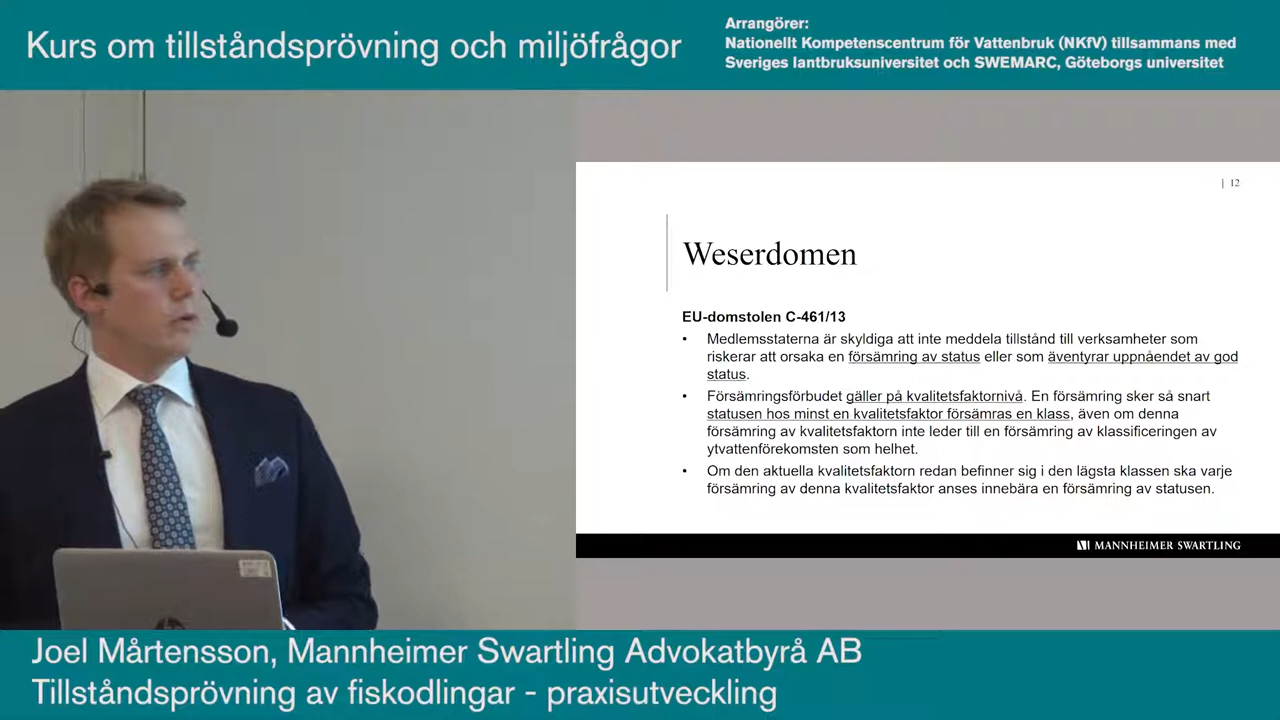 Kurs om tillståndsprövning och miljöfrågor
Arrangörer:
Nationellt Kompetenscentrum för Vattenbruk (NKfV) tillsammans med
Sveriges lantbruksuniversitet och SWEMARC, Göteborgs universitet
| 12
Weserdomen
EU-domstolen C-461/13
• Medlemsstaterna är skyldiga att inte meddela tillstånd till verksamheter som
riskerar att orsaka en försämring av status eller som äventyrar uppnåendet av god
status.
• Försämringsförbudet gäller på kvalitetsfaktornivå. En försämring sker så snart
statusen hos minst en kvalitetsfaktor försämras en klass, även om denna
försämring av kvalitetsfaktorn inte leder till en försämring av klassificeringen av
ytvattenförekomsten som helhet.
• Om den aktuella kvalitetsfaktorn redan befinner sig i den lägsta klassen ska varje
försämring av denna kvalitetsfaktor anses innebära en försämring av statusen.
MANNHEIMER SWARTLING
Joel Mårtensson, Mannheimer Swartling Advokatbyrå AB
Tillståndsprövning av fiskodlingar - praxisutveckling